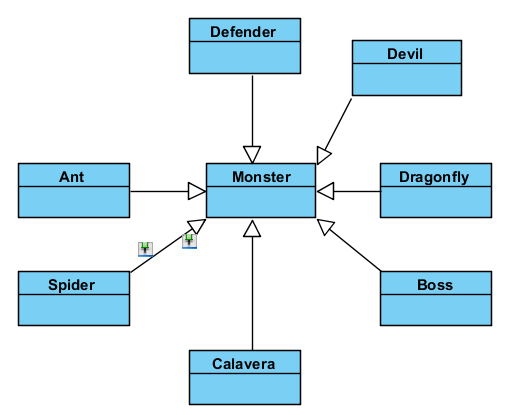 Defender
Devil
Ant
Monster
Dragonfly
Spider
Boss
Calavera